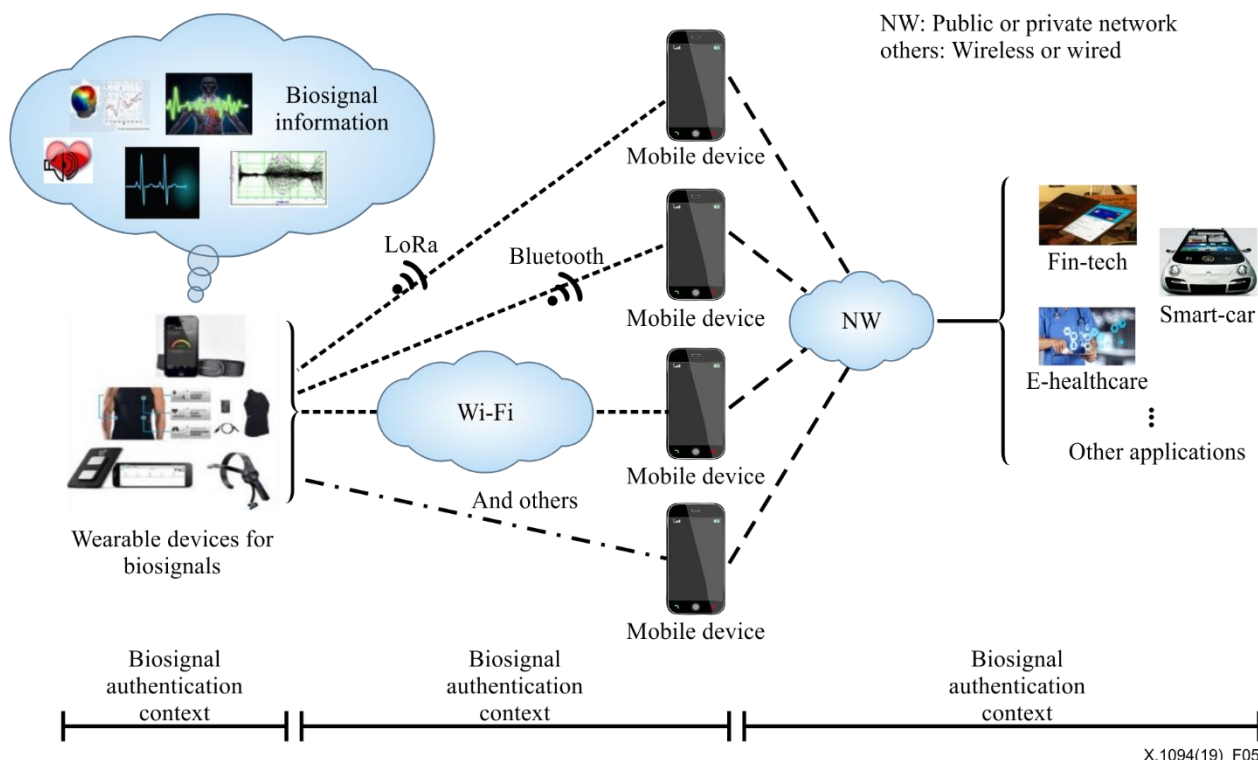 NW: Public or private network
others: Wireless or wired
Biosignal
information
Mobile device
LoRa
Bluetooth
Mobile device
NW
Fin-tech
Smart-car
E-healthcare
Wi-Fi
Mobile device
Other applications
And others
Wearable devices for
biosignals
Mobile device
Biosignal
authentication
context
Biosignal
authentication
context
Biosignal
authentication
context
X.1094(19)_F05